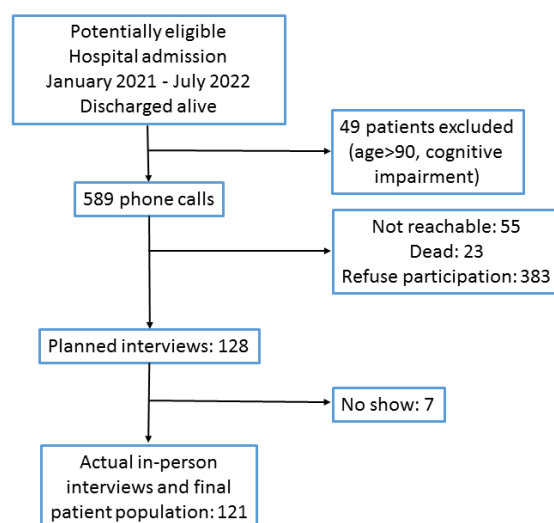 Potentially eligible
Hospital admission
January 2021 - July 2022
Discharged alive
49 patients excluded
(age>90, cognitive
impairment)
589 phone calls
Not reachable: 55
Dead: 23
Refuse participation: 383
Planned interviews: 128
No show: 7
Actual in-person
interviews and final
patient population: 121